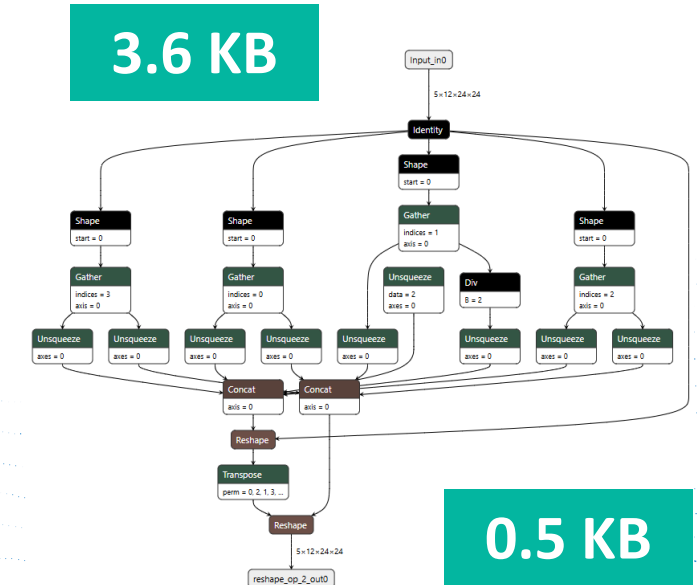 3.6 KB
Input_in0
5×12×24×24
Identity
Shape
start = 0
Shape
start = 0
Shape
start = 0
Shape
start = 0
Gather
indices = 1
axis = 0
Gather
indices = 3
axis = 0
Gather
indices = 0
axis = 0
Unsqueeze
data = 2
axes = 0
Div
B = 2
Gather
indices = 2
axis = 0
Unsqueeze
axes = 0
Unsqueeze
axes = 0
Unsqueeze
axes = 0
Unsqueeze
axes = 0
Unsqueeze
axes = 0
Unsqueeze
axes = 0
Unsqueeze
axes = 0
Unsqueeze
axes = 0
Concat
axis = 0
Concat
axis = 0
Reshape
Transpose
perm = 0, 2, 1, 3, ...
Reshape
5×12×24×24
reshape_op_2_out0
0.5 KB